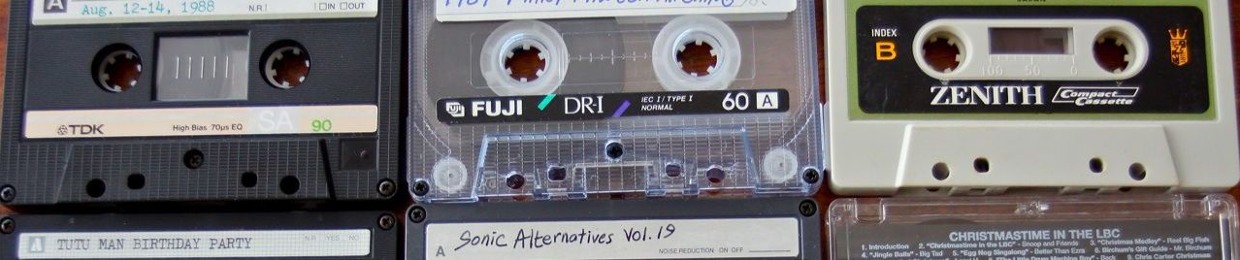 A Aug. 12-14, 1988 N.R. IN OUT
TDK High Bias 70μs EQ SA 90
FUJI DR-I IEC I / TYPE I NORMAL 60 A
INDEX
B
100 50 0
ZENITH Compact Cassette
A TUTU MAN BIRTHDAY PARTY
A Sonic Alternatives Vol. 19
NOISE REDUCTION ON OFF
CHRISTMASTIME IN THE LBC
1. Introduction 2. "Christmastime in the LBC" - Snoop and Friends 3. "Christmas Medley" - Reel Big Fish
4. "Jingle Balls" - Big Tad 5. "Egg Nog Singalong" - Better Than Ezra 6. Birchum's Gift Guide - Mr. Birchum